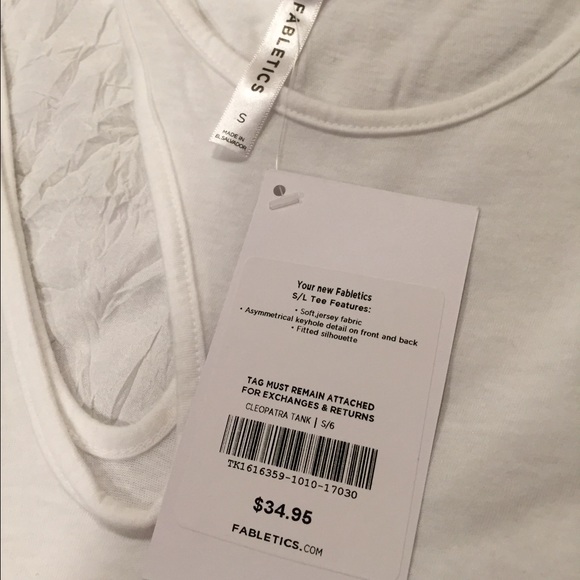 FABLETICS
S
MADE IN
EL SALVADOR
Your new Fabletics
S/L Tee Features:
• Soft jersey fabric
• Asymmetrical keyhole detail on front and back
• Fitted silhouette
TAG MUST REMAIN ATTACHED
FOR EXCHANGES & RETURNS
CLEOPATRA TANK | S/6
TK1616359-1010-17030
$34.95
FABLETICS.COM